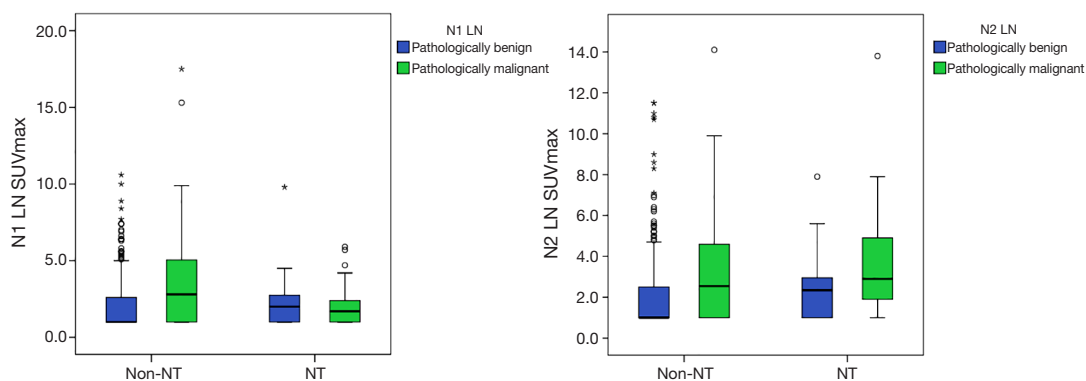 N1 LN
Pathologically benign
Pathologically malignant
N1 LN SUVmax
20.0
15.0
10.0
5.0
0.0
Non-NT
NT
N2 LN
Pathologically benign
Pathologically malignant
N2 LN SUVmax
14.0
12.0
10.0
8.0
6.0
4.0
2.0
0.0
Non-NT
NT